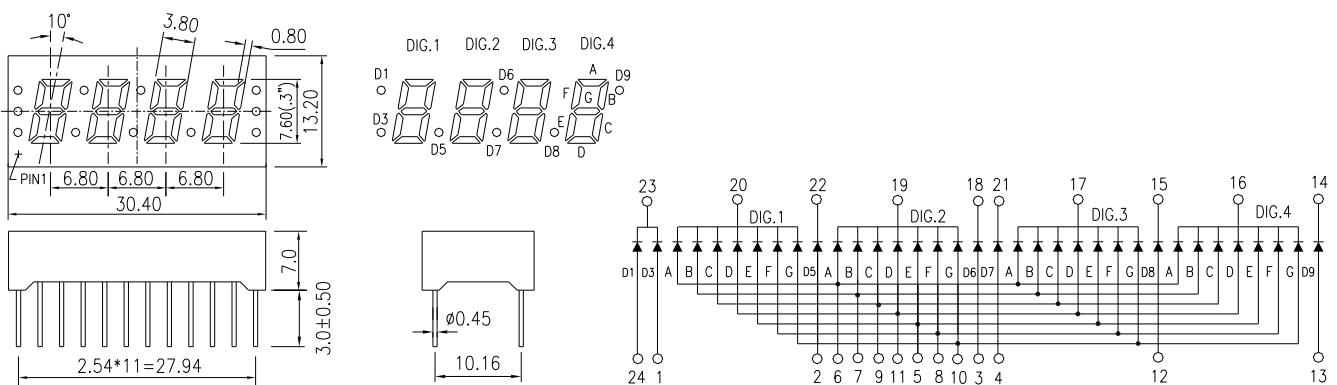 10°
3.80
0.80
7.60(.3")
13.20
PIN1
6.80 6.80 6.80
30.40
7.0
3.0±0.50
2.54*11=27.94
ø0.45
10.16
DIG.1 DIG.2 DIG.3 DIG.4
D1 D6 A D9
F G B
D3 E C
D5 D7 D8 D
23 20 22 19 18 21 17 15 16 14
DIG.1 DIG.2 DIG.3 DIG.4
D1 D3 A B C D E F G D5 A B C D E F G D6 D7 A B C D E F G D8 A B C D E F G D9
24 1 2 6 7 9 11 5 8 10 3 4 12 13